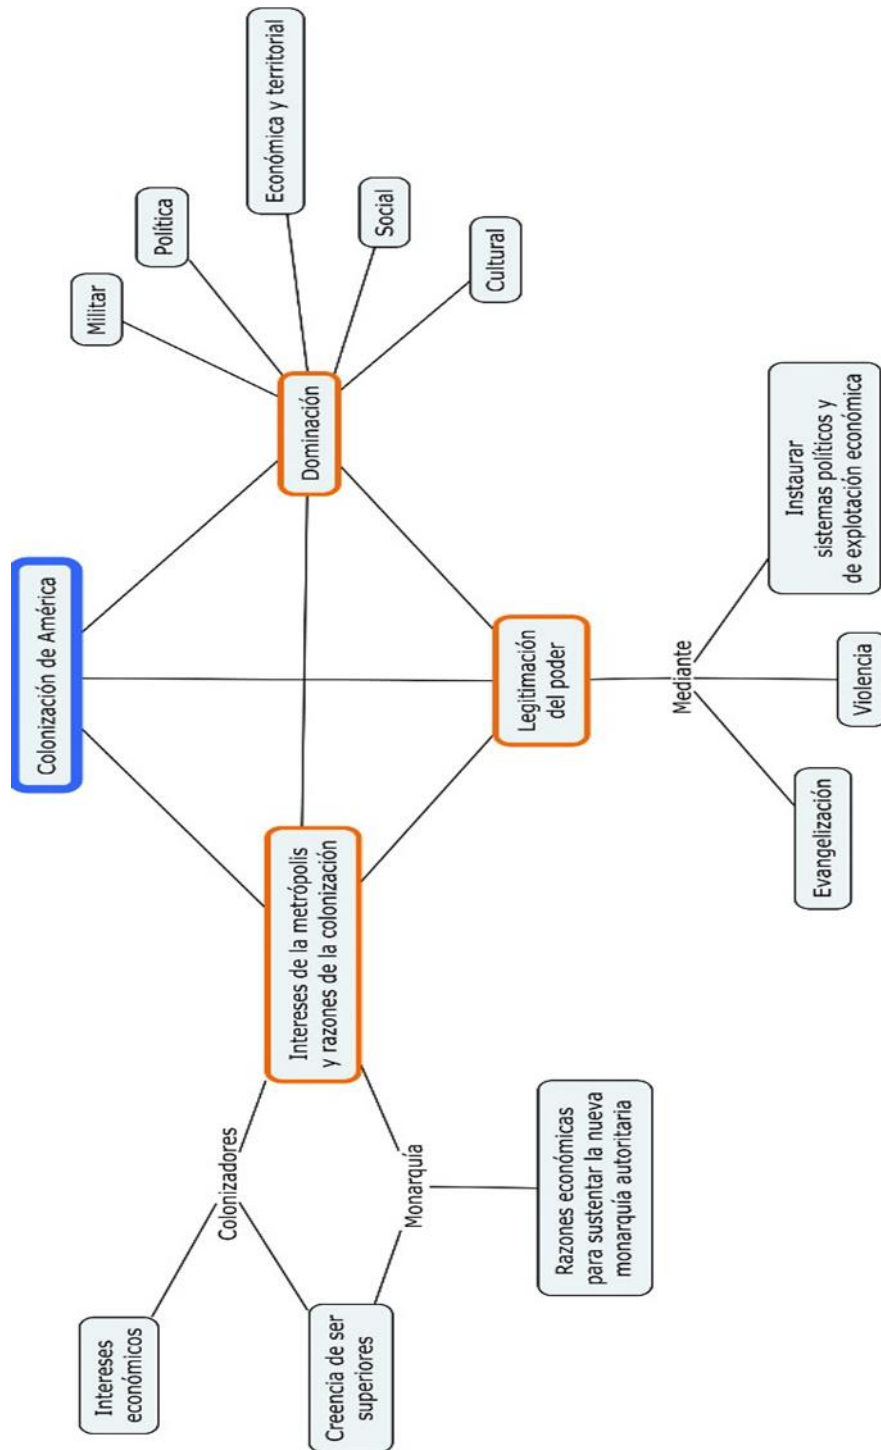 Colonización de América
Intereses de la metrópolis
y razones de la colonización
Dominación
Legitimación
del poder
Colonizadores
Monarquía
Intereses
económicos
Creencia de ser
superiores
Razones económicas
para sustentar la nueva
monarquía autoritaria
Militar
Política
Económica y territorial
Social
Cultural
Mediante
Evangelización
Violencia
Instaurar
sistemas políticos y
de explotación económica